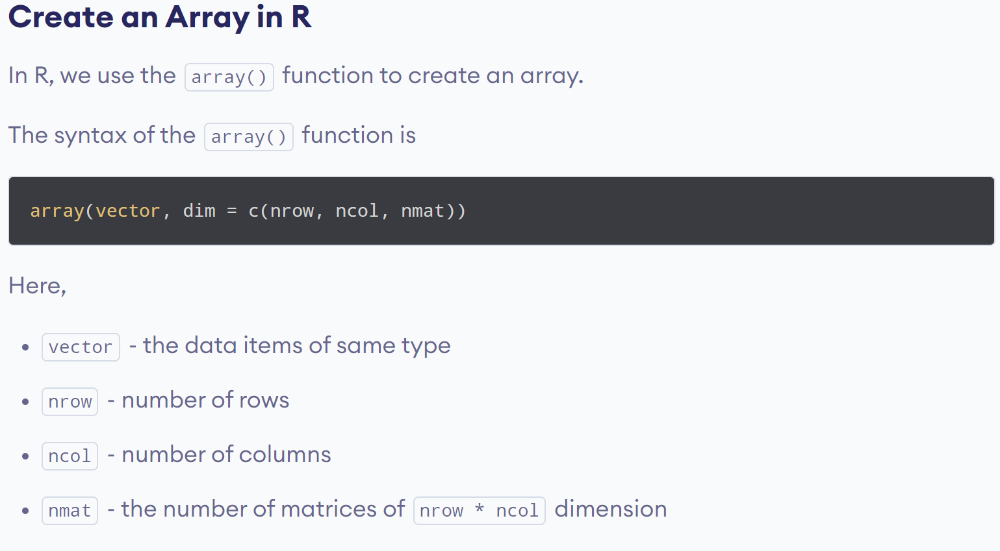 Create an Array in R
In R, we use the array() function to create an array.
The syntax of the array() function is
array(vector, dim = c(nrow, ncol, nmat))
Here,
• vector - the data items of same type
• nrow - number of rows
• ncol - number of columns
• nmat - the number of matrices of nrow * ncol dimension